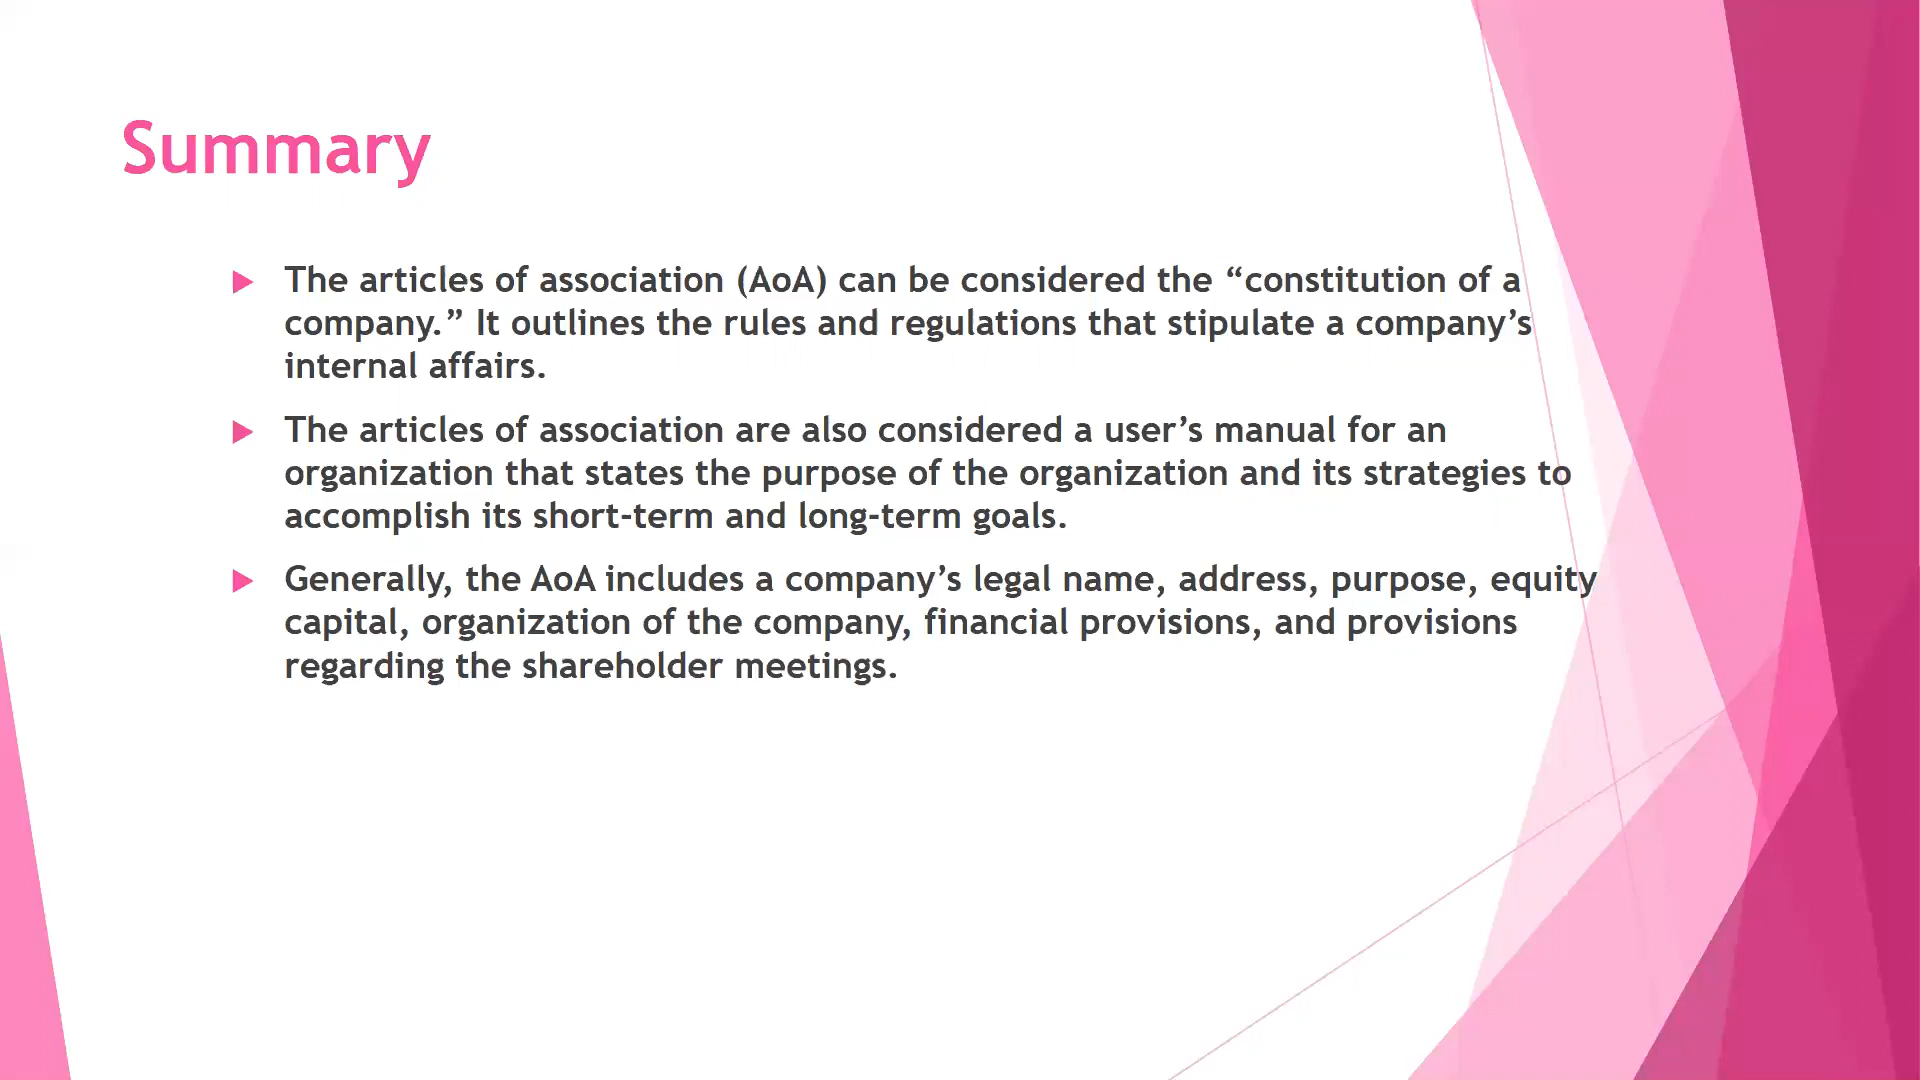 Summary
The articles of association (AoA) can be considered the “constitution of a
company.” It outlines the rules and regulations that stipulate a company’s
internal affairs.
The articles of association are also considered a user’s manual for an
organization that states the purpose of the organization and its strategies to
accomplish its short-term and long-term goals.
Generally, the AoA includes a company’s legal name, address, purpose, equity
capital, organization of the company, financial provisions, and provisions
regarding the shareholder meetings.